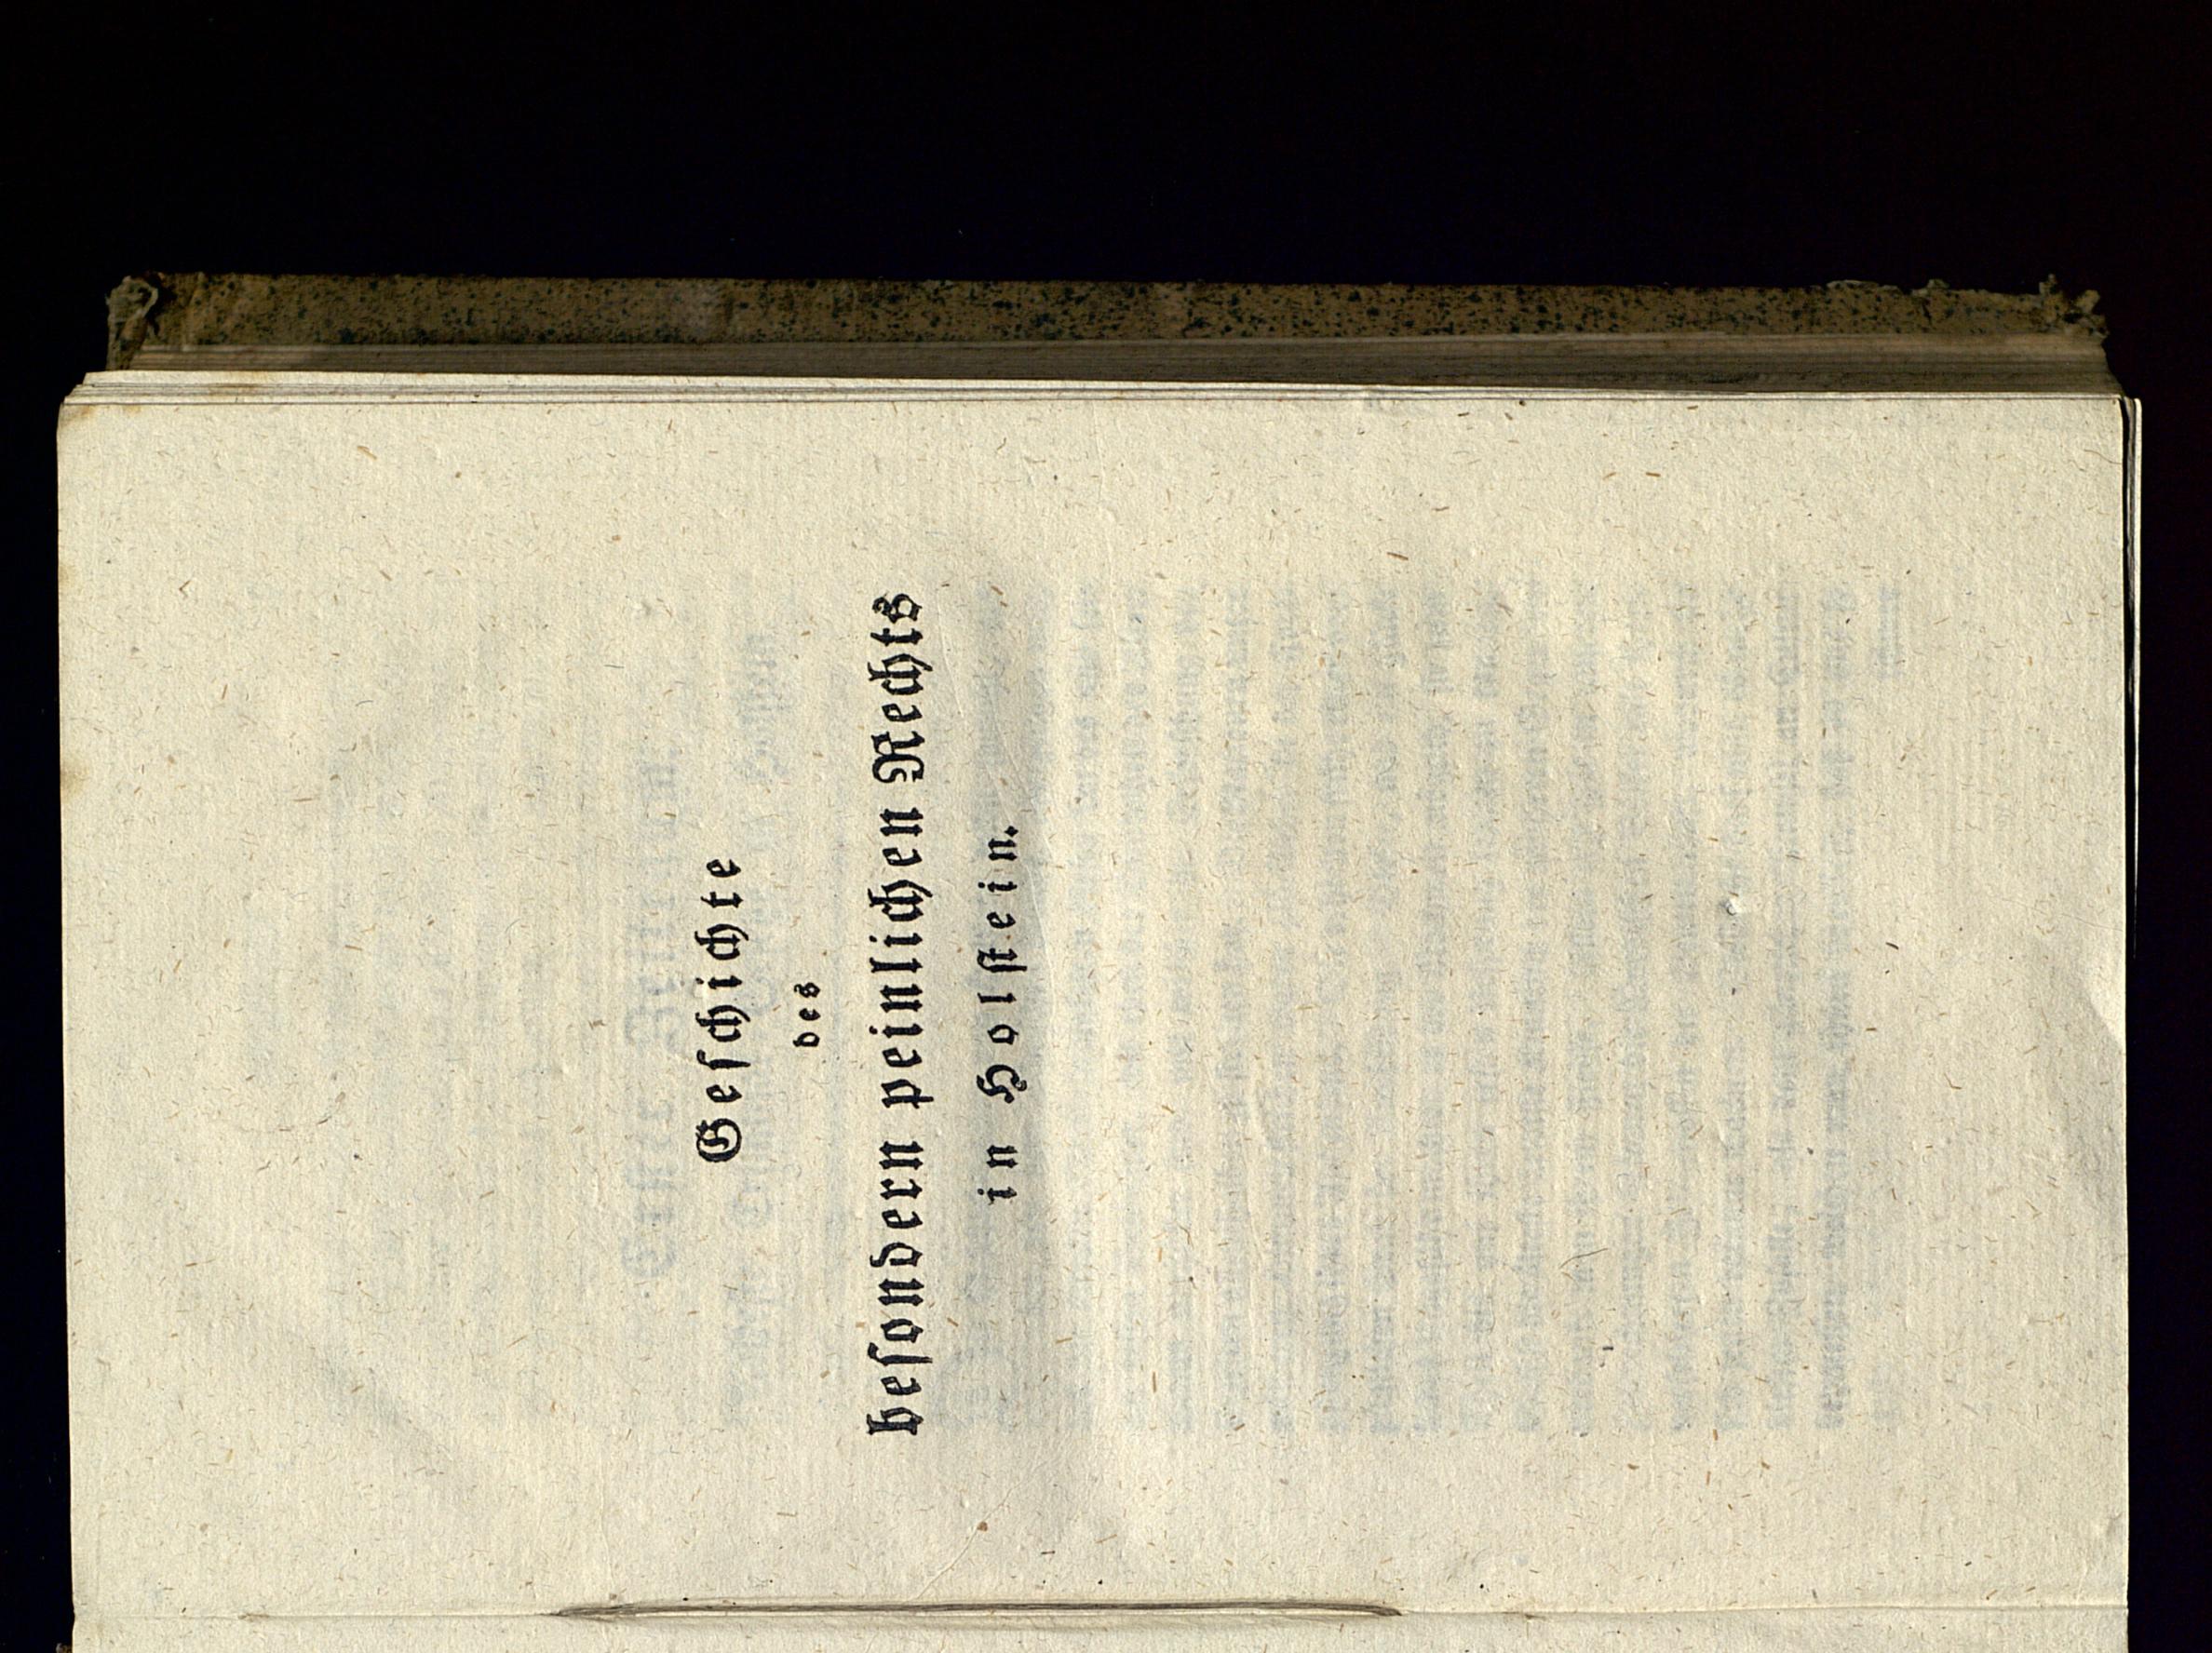 Geſchichte
des
beſondern peinlichen Rechts
in Holſtein.